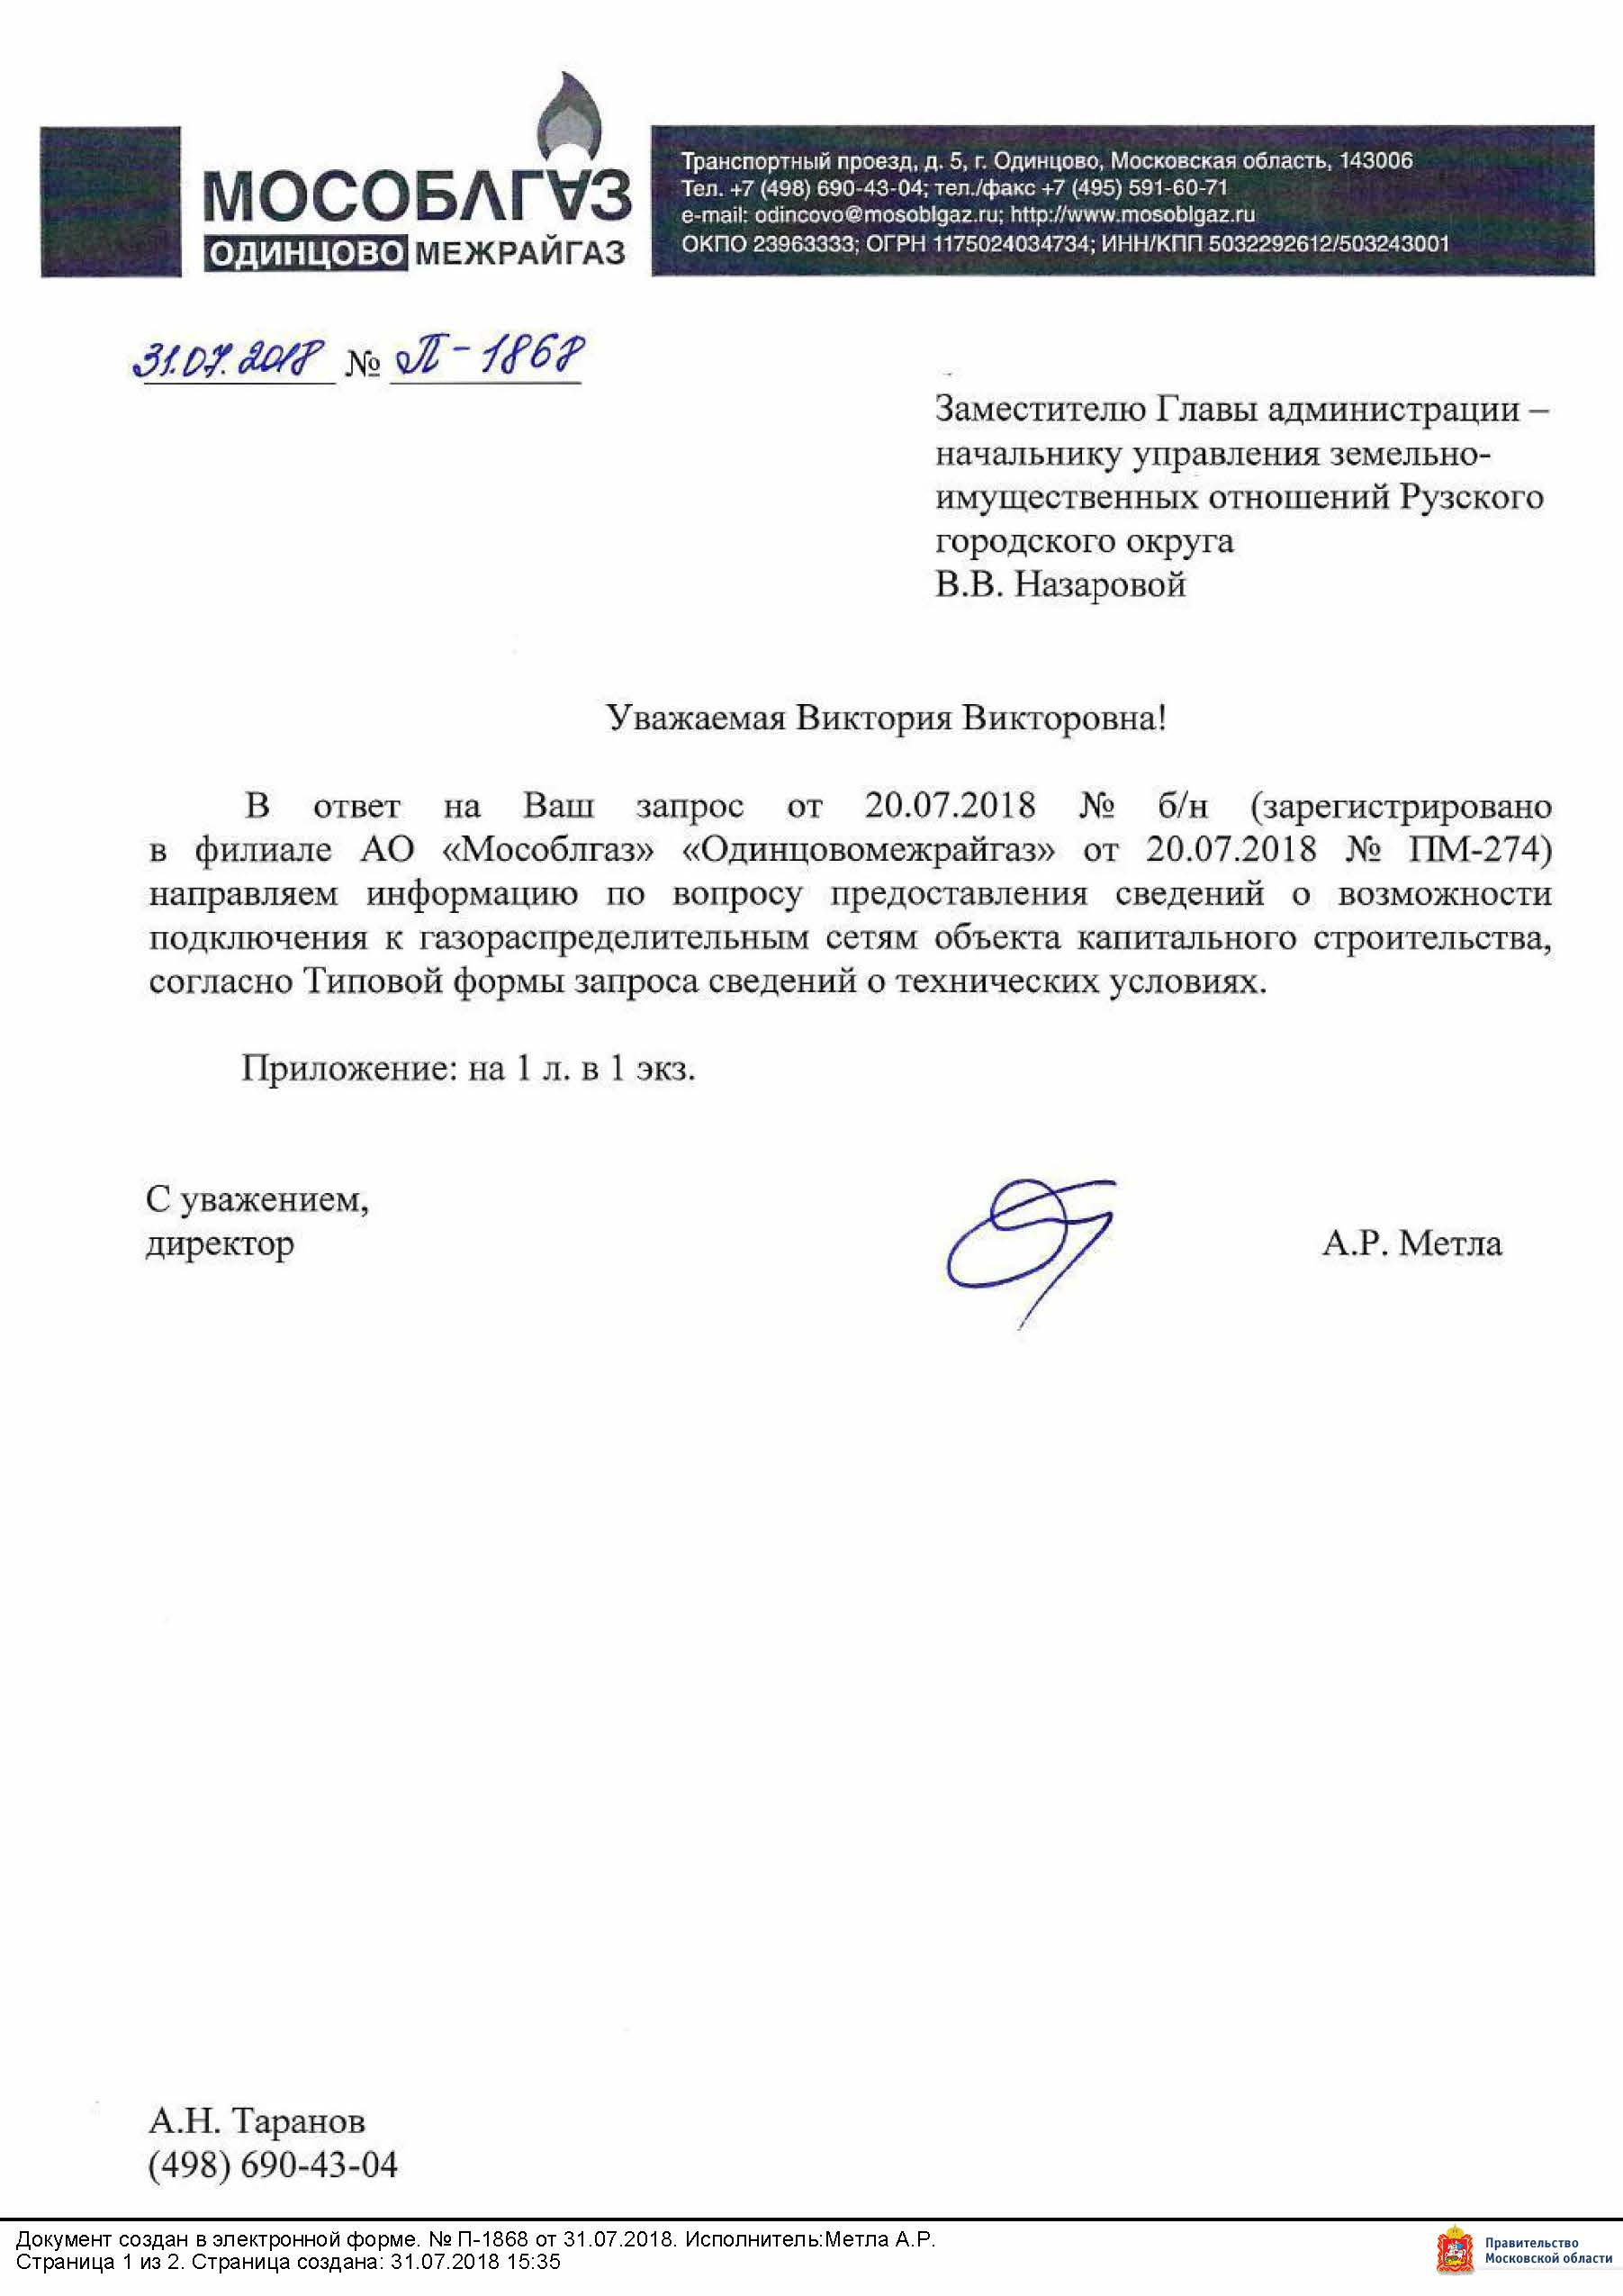 МОСОБЛГАЗ
ОДИНЦОВО МЕЖРАЙГАЗ
Транспортный проезд, д. 5, г. Одинцово, Московская область, 143006
Тел. +7 (498) 690-43-04; тел./факс +7 (495) 591-60-71
e-mail: odincovo@mosoblgaz.ru; http://www.mosoblgaz.ru
ОКПО 23963333; ОГРН 1175024034734; ИНН/КПП 5032292612/503243001
31.07.2018 № П-1868
Заместителю Главы администрации –
начальнику управления земельно-
имущественных отношений Рузского
городского округа
В.В. Назаровой
Уважаемая Виктория Викторовна!
В ответ на Ваш запрос от 20.07.2018 № б/н (зарегистрировано
в филиале АО «Мособлгаз» «Одинцовомежрайгаз» от 20.07.2018 № ПМ-274)
направляем информацию по вопросу предоставления сведений о возможности
подключения к газораспределительным сетям объекта капитального строительства,
согласно Типовой формы запроса сведений о технических условиях.
Приложение: на 1 л. в 1 экз.
С уважением,
директор
А.Р. Метла
А.Н. Таранов
(498) 690-43-04
Документ создан в электронной форме. № П-1868 от 31.07.2018. Исполнитель:Метла А.Р.
Страница 1 из 2. Страница создана: 31.07.2018 15:35
Правительство
Московской области